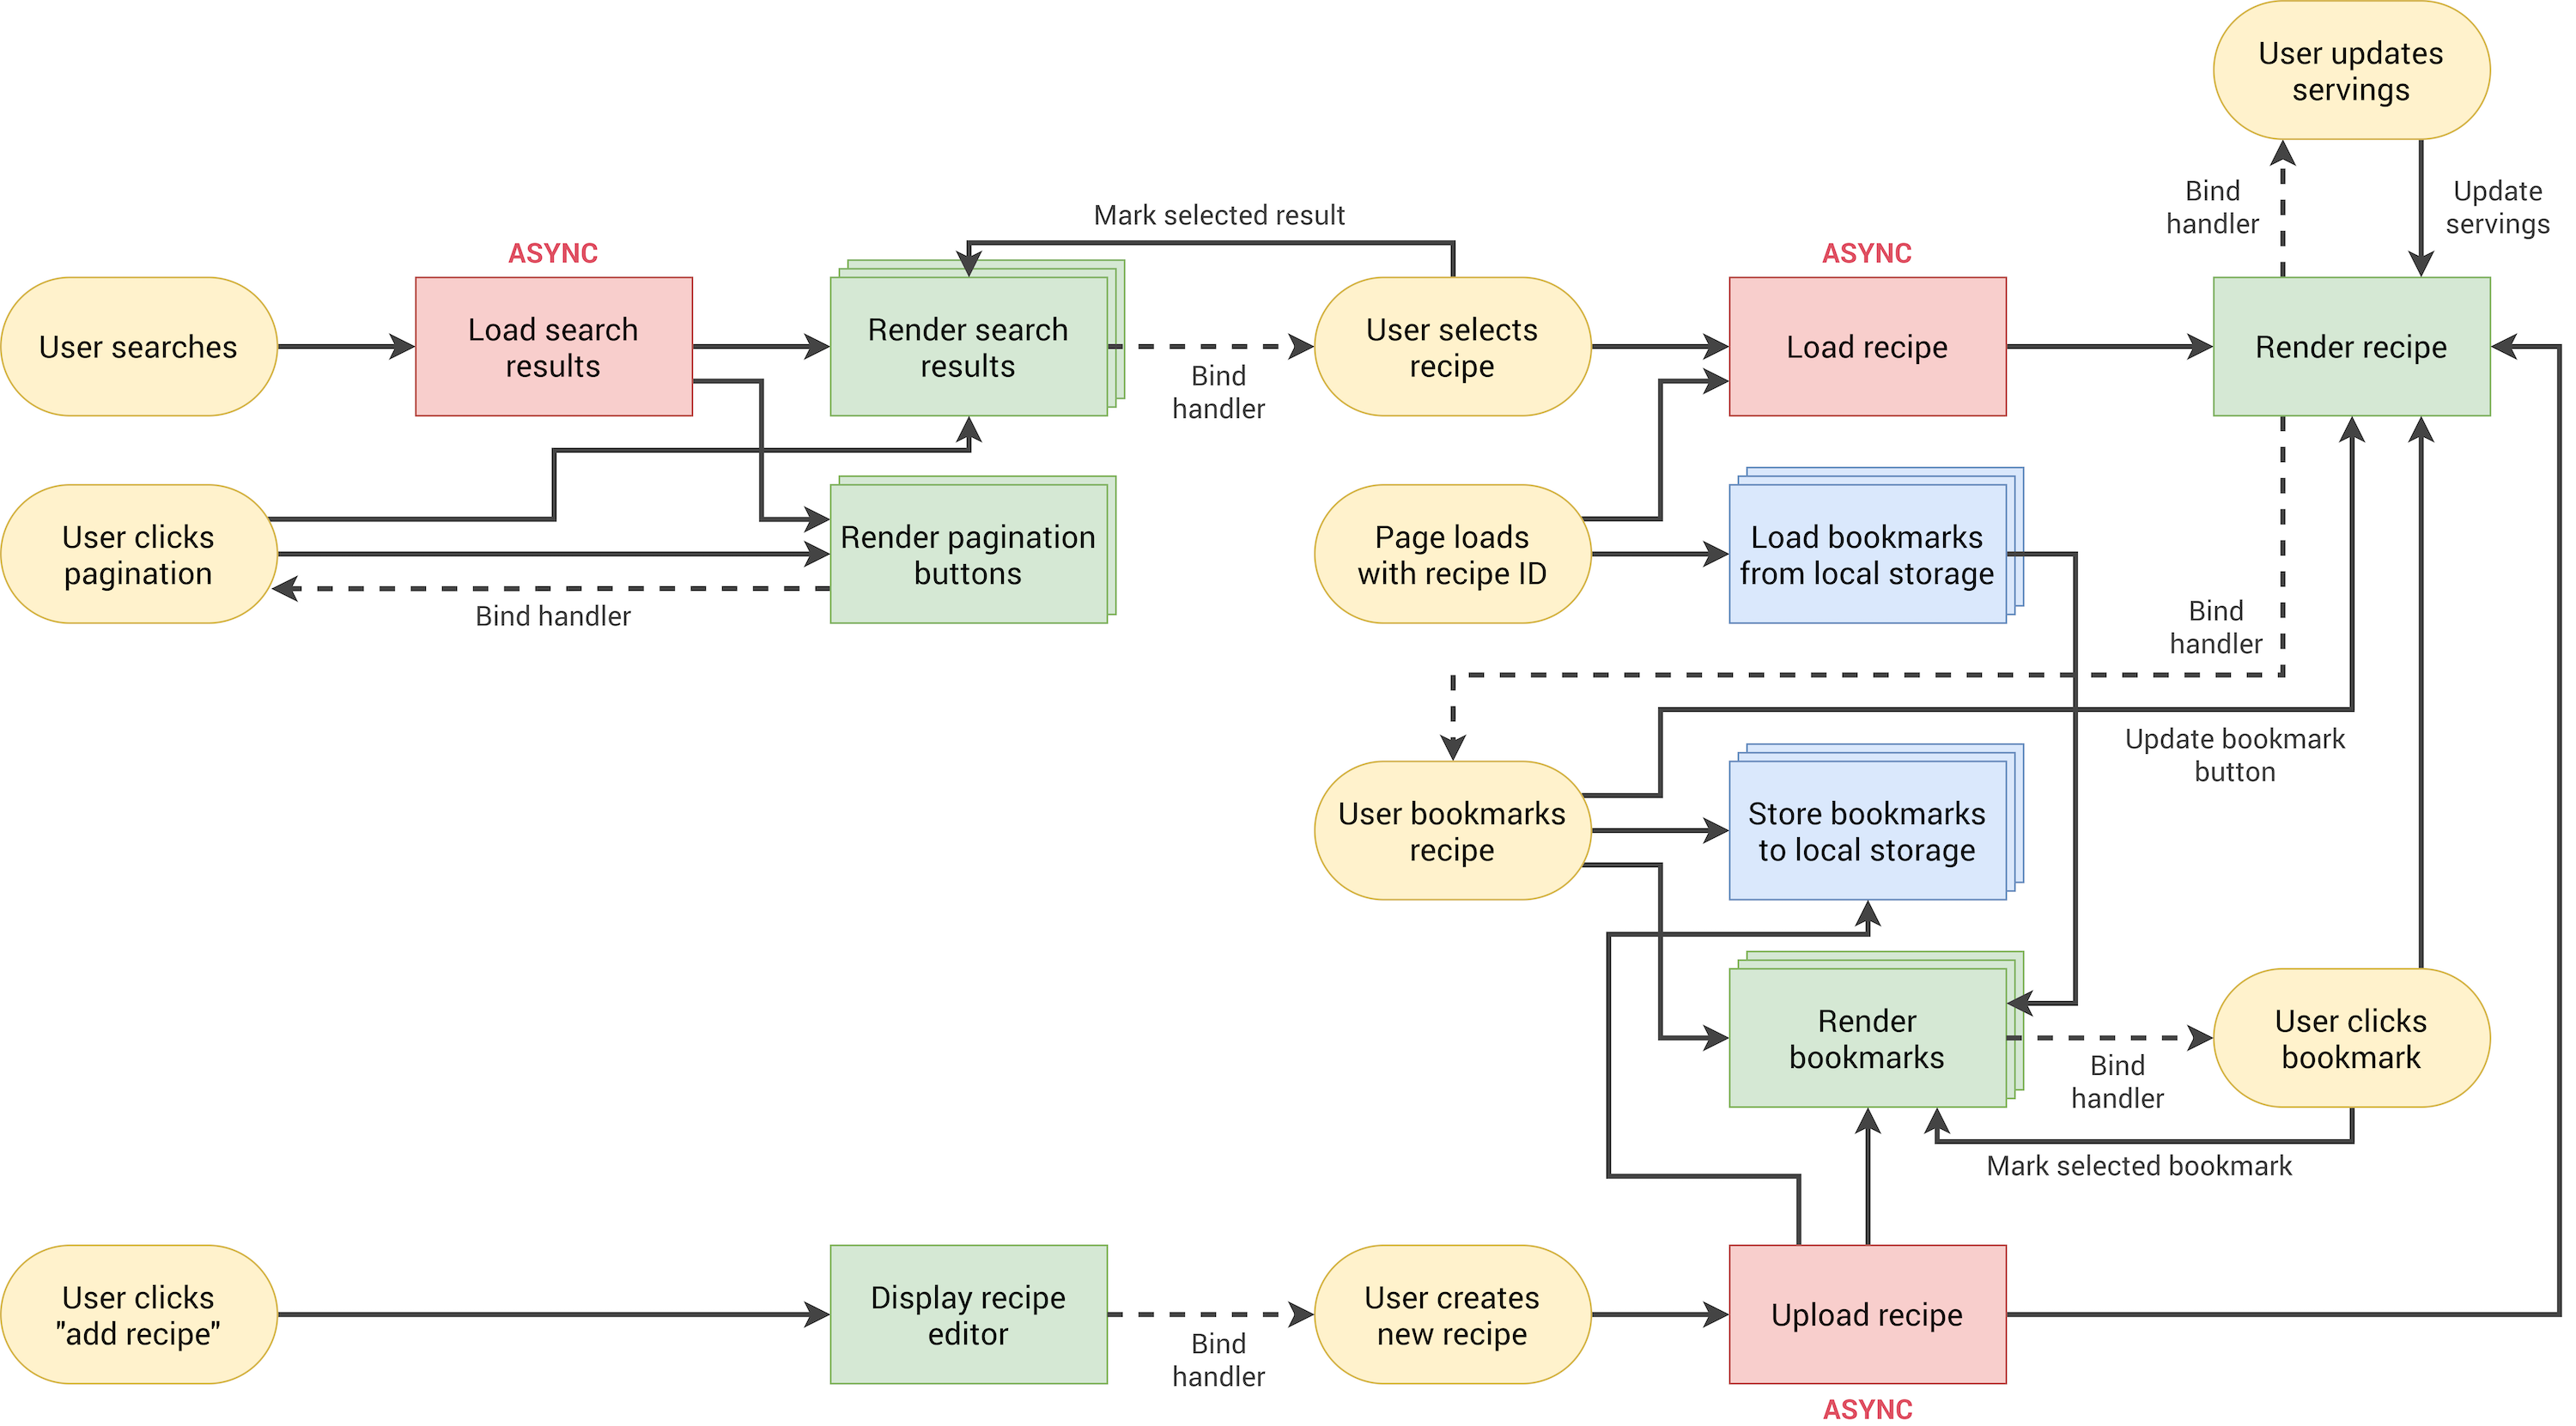 User updates
servings
Bind
handler
Update
servings
Mark selected result
ASYNC
ASYNC
User searches
Load search
results
Render search
results
Bind
handler
User selects
recipe
Load recipe
Render recipe
User clicks
pagination
Render pagination
buttons
Bind handler
Page loads
with recipe ID
Load bookmarks
from local storage
Bind
handler
Update bookmark
button
User bookmarks
recipe
Store bookmarks
to local storage
Render
bookmarks
Bind
handler
User clicks
bookmark
Mark selected bookmark
User clicks
"add recipe"
Display recipe
editor
Bind
handler
User creates
new recipe
Upload recipe
ASYNC